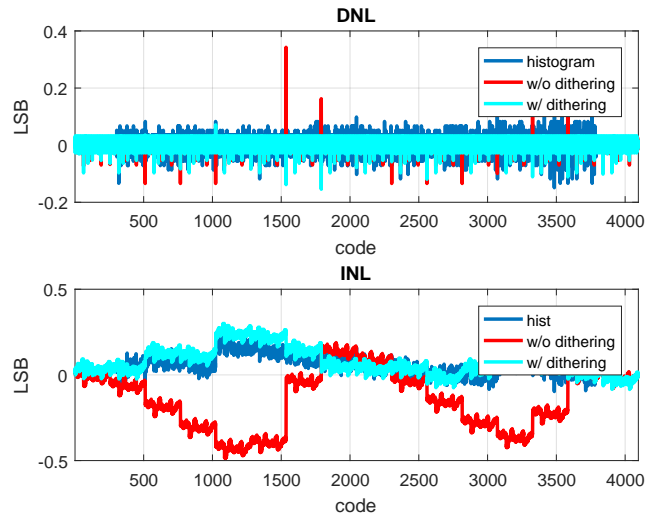 DNL
0.4
0.2
0
-0.2
LSB
histogram
w/o dithering
w/ dithering
500 1000 1500 2000 2500 3000 3500 4000
code
INL
0.5
0
-0.5
LSB
hist
w/o dithering
w/ dithering
500 1000 1500 2000 2500 3000 3500 4000
code